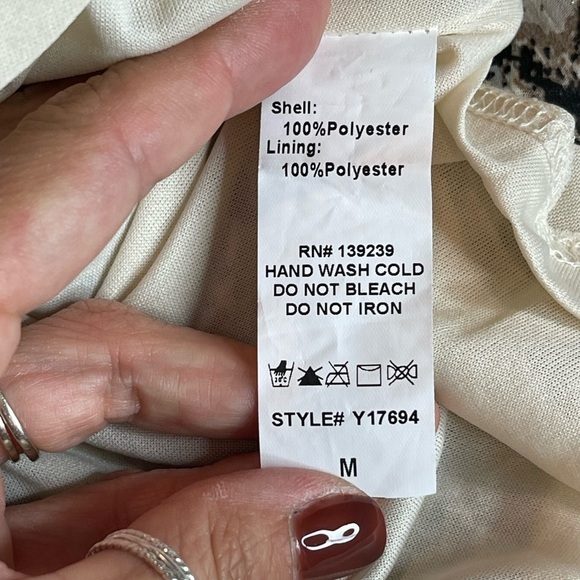 Shell:
100%Polyester
Lining:
100%Polyester
RN# 139239
HAND WASH COLD
DO NOT BLEACH
DO NOT IRON
STYLE# Y17694
M